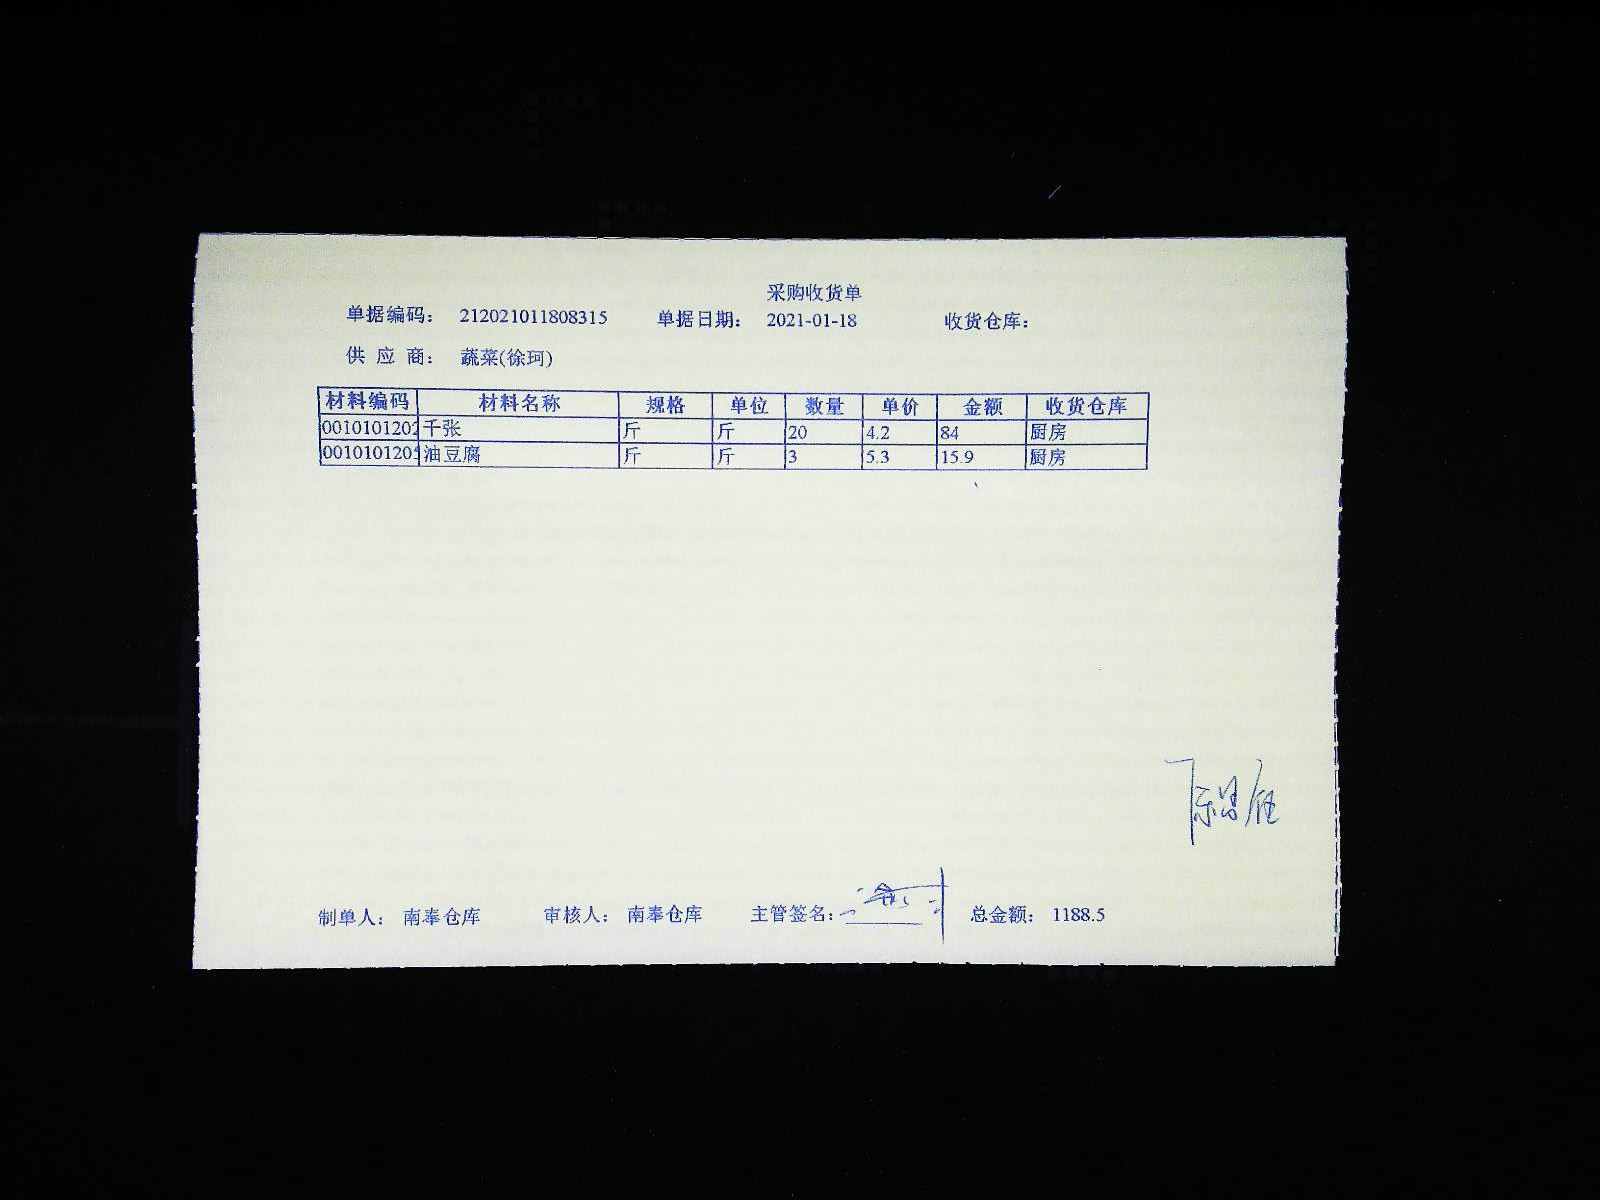 采购收货单
单据编码: 212021011808315 单据日期: 2021-01-18 收货仓库:
供 应 商: 蔬菜(徐珂)
材料编码 材料名称 规格 单位 数量 单价 金额 收货仓库
0010101202 千张 斤 斤 20 4.2 84 厨房
0010101205 油豆腐 斤 斤 3 5.3 15.9 厨房
制单人: 南奉仓库 审核人: 南奉仓库 主管签名: 总金额: 1188.5